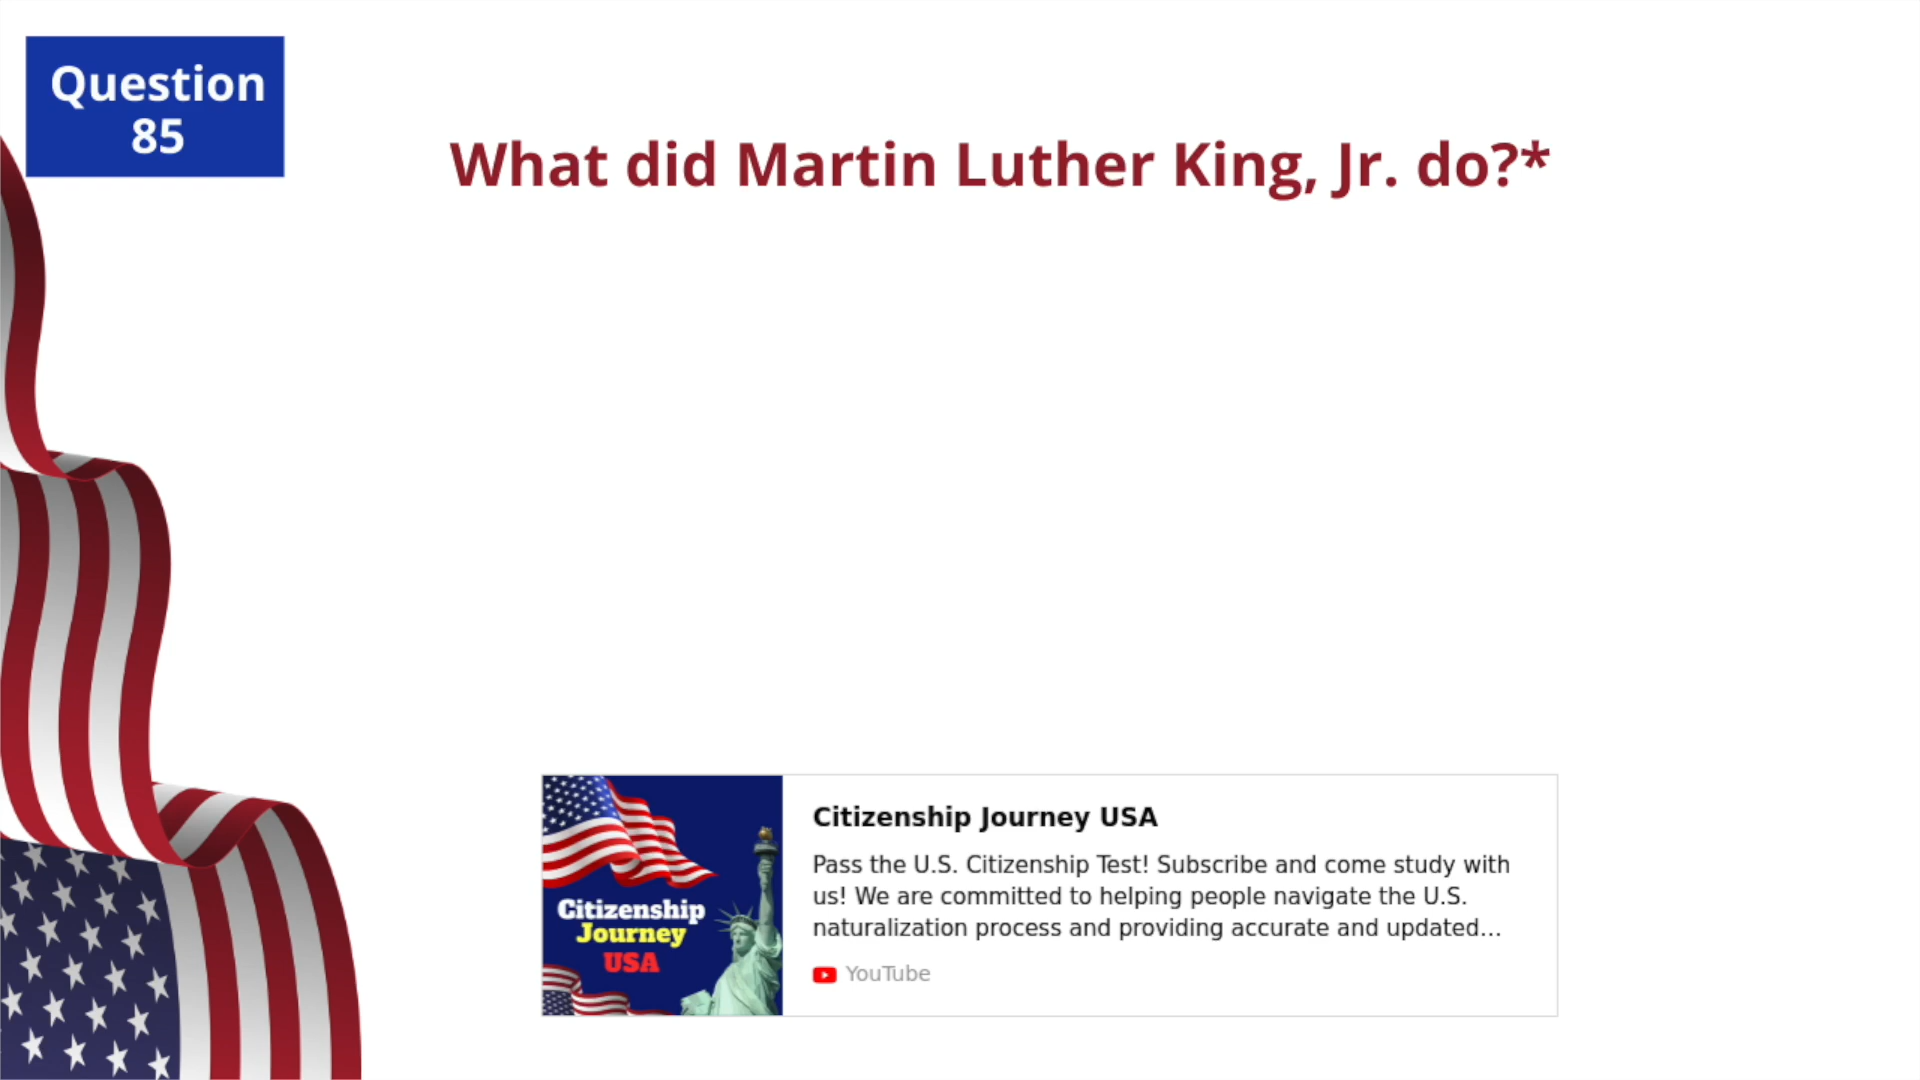 Question
85
What did Martin Luther King, Jr. do?*
Citizenship
Journey
USA
Citizenship Journey USA
Pass the U.S. Citizenship Test! Subscribe and come study with
us! We are committed to helping people navigate the U.S.
naturalization process and providing accurate and updated...
YouTube